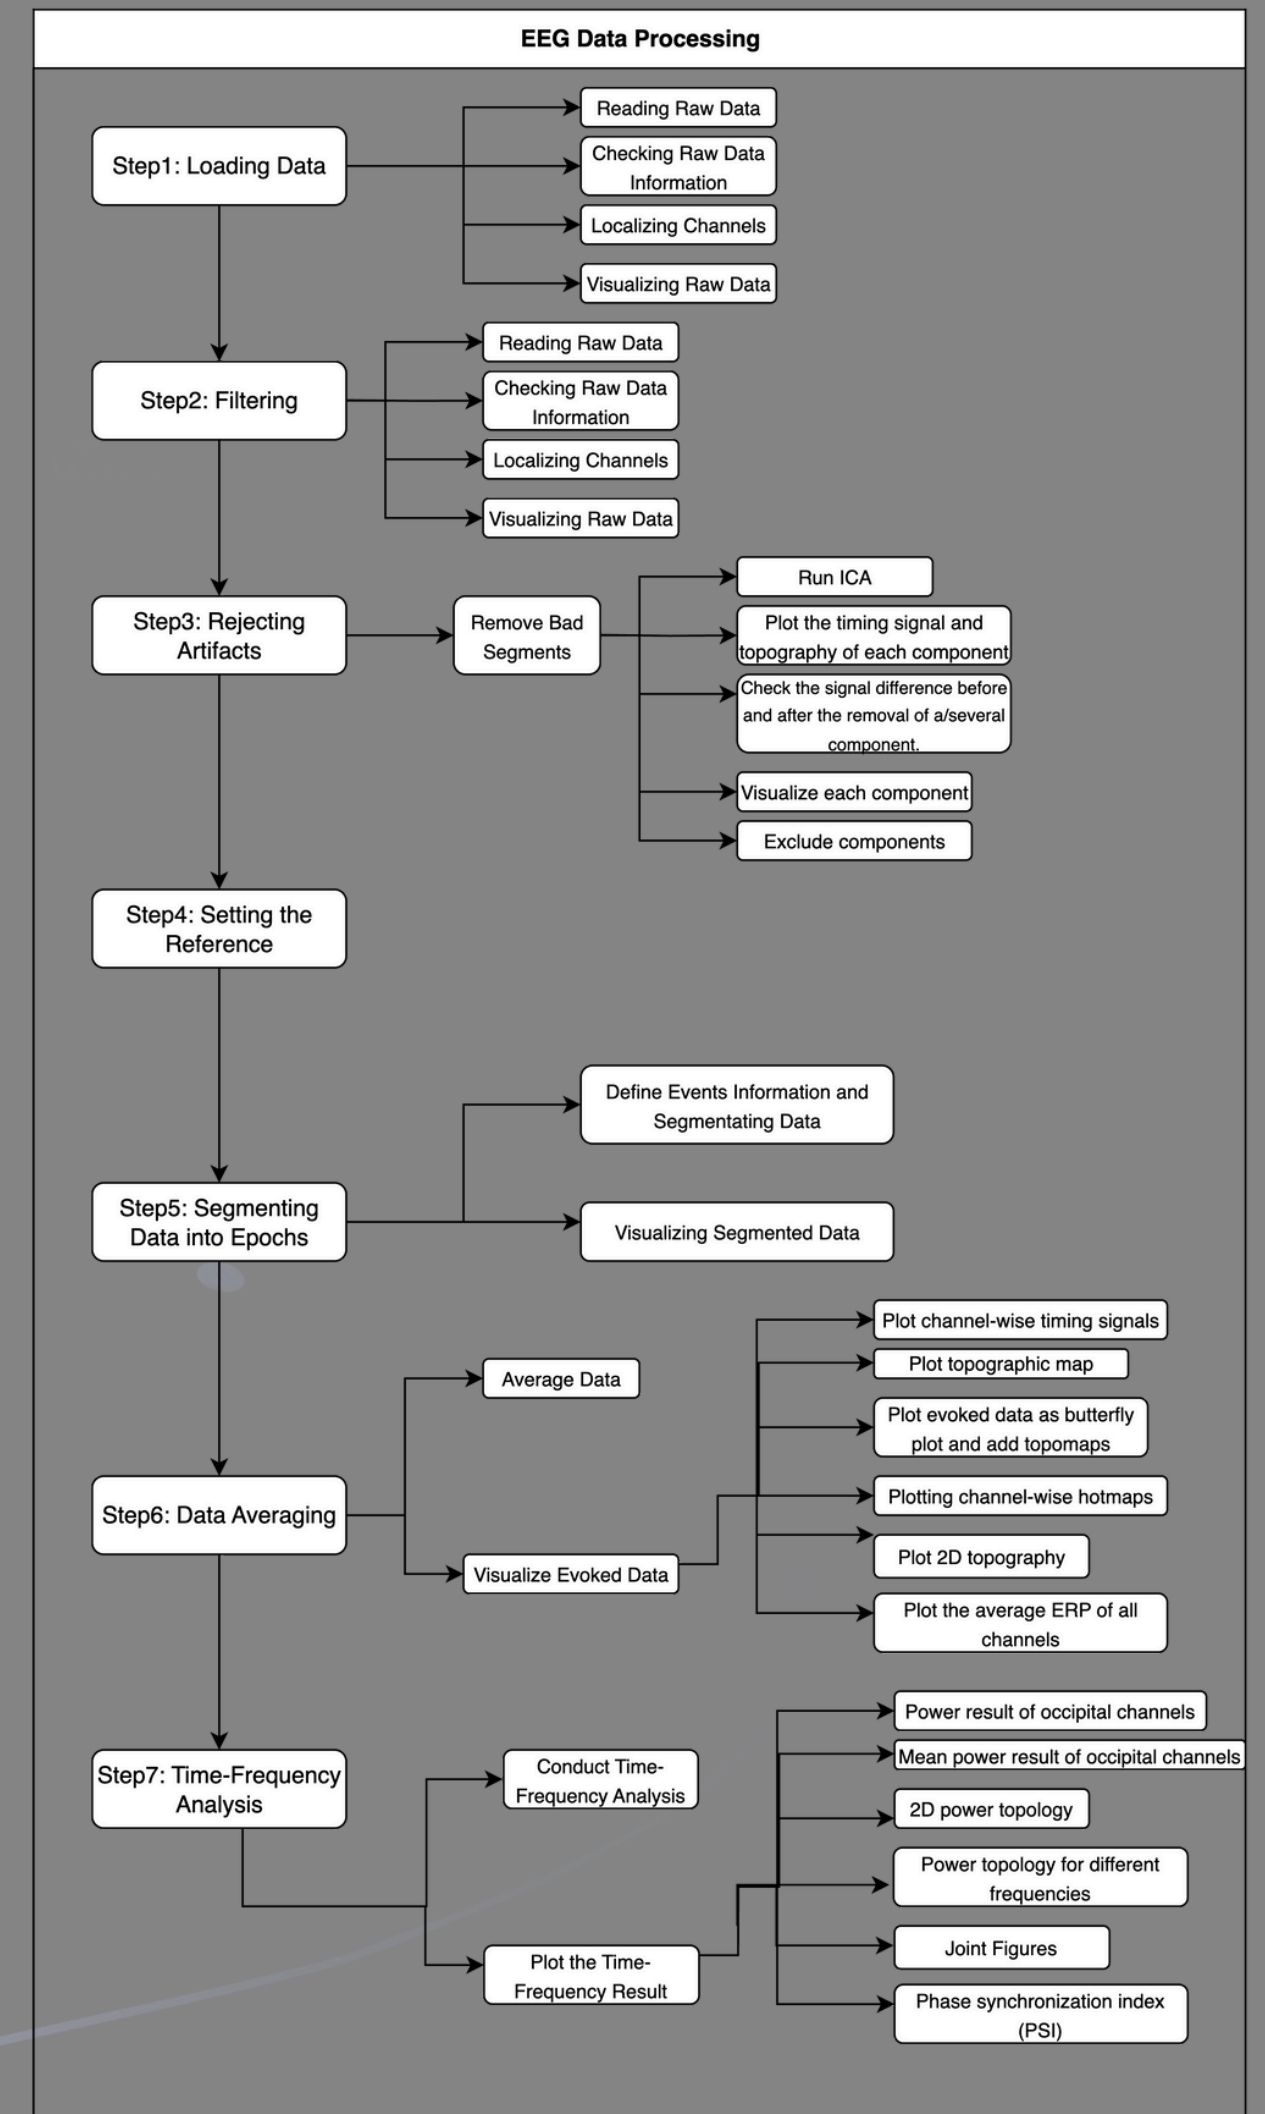 EEG Data Processing
Step1: Loading Data
Reading Raw Data
Checking Raw Data
Information
Localizing Channels
Visualizing Raw Data
Step2: Filtering
Reading Raw Data
Checking Raw Data
Information
Localizing Channels
Visualizing Raw Data
Step3: Rejecting
Artifacts
Remove Bad
Segments
Run ICA
Plot the timing signal and
topography of each component
Check the signal difference before
and after the removal of a/several
component.
Visualize each component
Exclude components
Step4: Setting the
Reference
Step5: Segmenting
Data into Epochs
Define Events Information and
Segmentating Data
Visualizing Segmented Data
Step6: Data Averaging
Average Data
Visualize Evoked Data
Plot channel-wise timing signals
Plot topographic map
Plot evoked data as butterfly
plot and add topomaps
Plotting channel-wise hotmaps
Plot 2D topography
Plot the average ERP of all
channels
Step7: Time-Frequency
Analysis
Conduct Time-
Frequency Analysis
Plot the Time-
Frequency Result
Power result of occipital channels
Mean power result of occipital channels
2D power topology
Power topology for different
frequencies
Joint Figures
Phase synchronization index
(PSI)